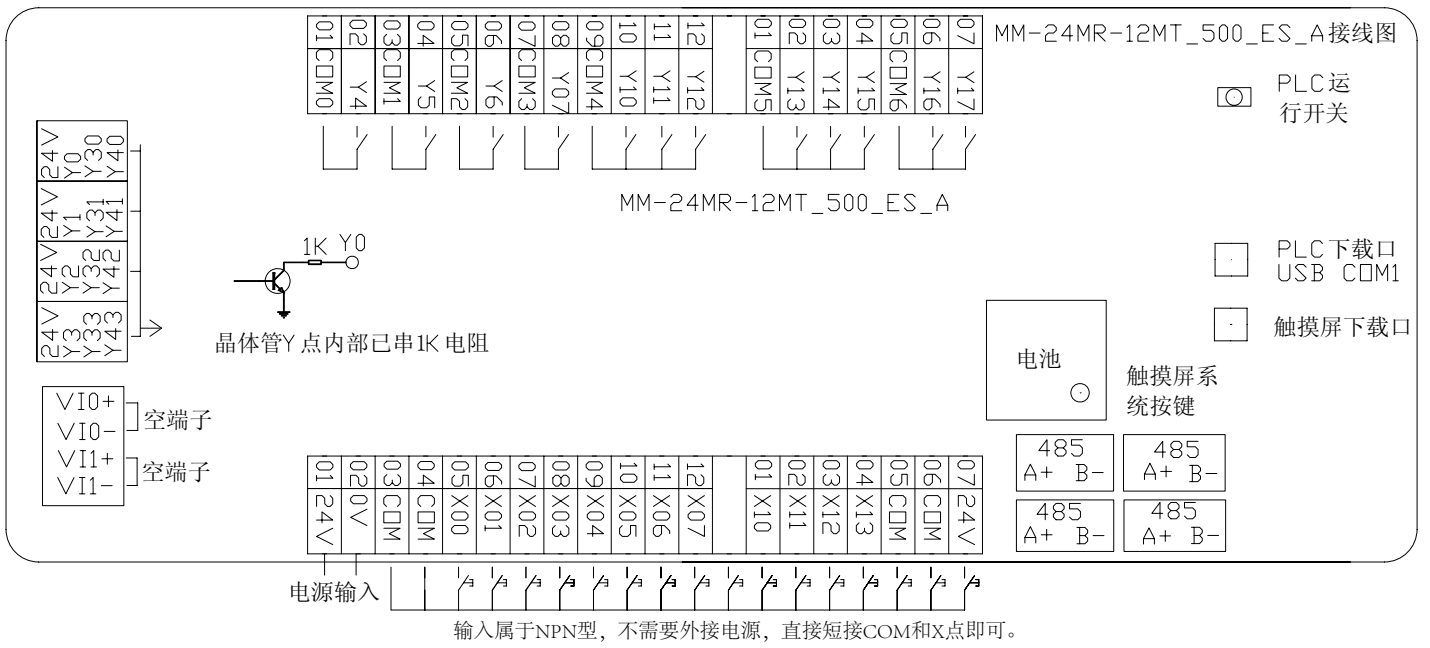 MM-24MR-12MT_500_ES_A接线图
01 02 03 04 05 06 07 08 09 10 11 12
COM0 Y4 COM1 Y5 COM2 Y6 COM3 Y07 COM4 Y10 Y11 Y12
01 02 03 04 05 06 07
COM5 Y13 Y14 Y15 COM6 Y16 Y17
PLC运
行开关
24V Y0 Y30 Y40
24V Y1 Y31 Y41
24V Y2 Y32 Y42
24V Y3 Y33 Y43
MM-24MR-12MT_500_ES_A
1K Y0
晶体管Y点内部已串1K电阻
PLC下载口
USB COM1
触摸屏下载口
电池
触摸屏系
统按键
VI0+
VI0-
空端子
VI1+
VI1-
空端子
485
A+ B-
485
A+ B-
485
A+ B-
485
A+ B-
01 02 03 04 05 06 07 08 09 10 11 12
24V 0V COM COM X00 X01 X02 X03 X04 X05 X06 X07
01 02 03 04 05 06 07
X10 X11 X12 X13 COM COM 24V
电源输入
输入属于NPN型，不需要外接电源，直接短接COM和X点即可。